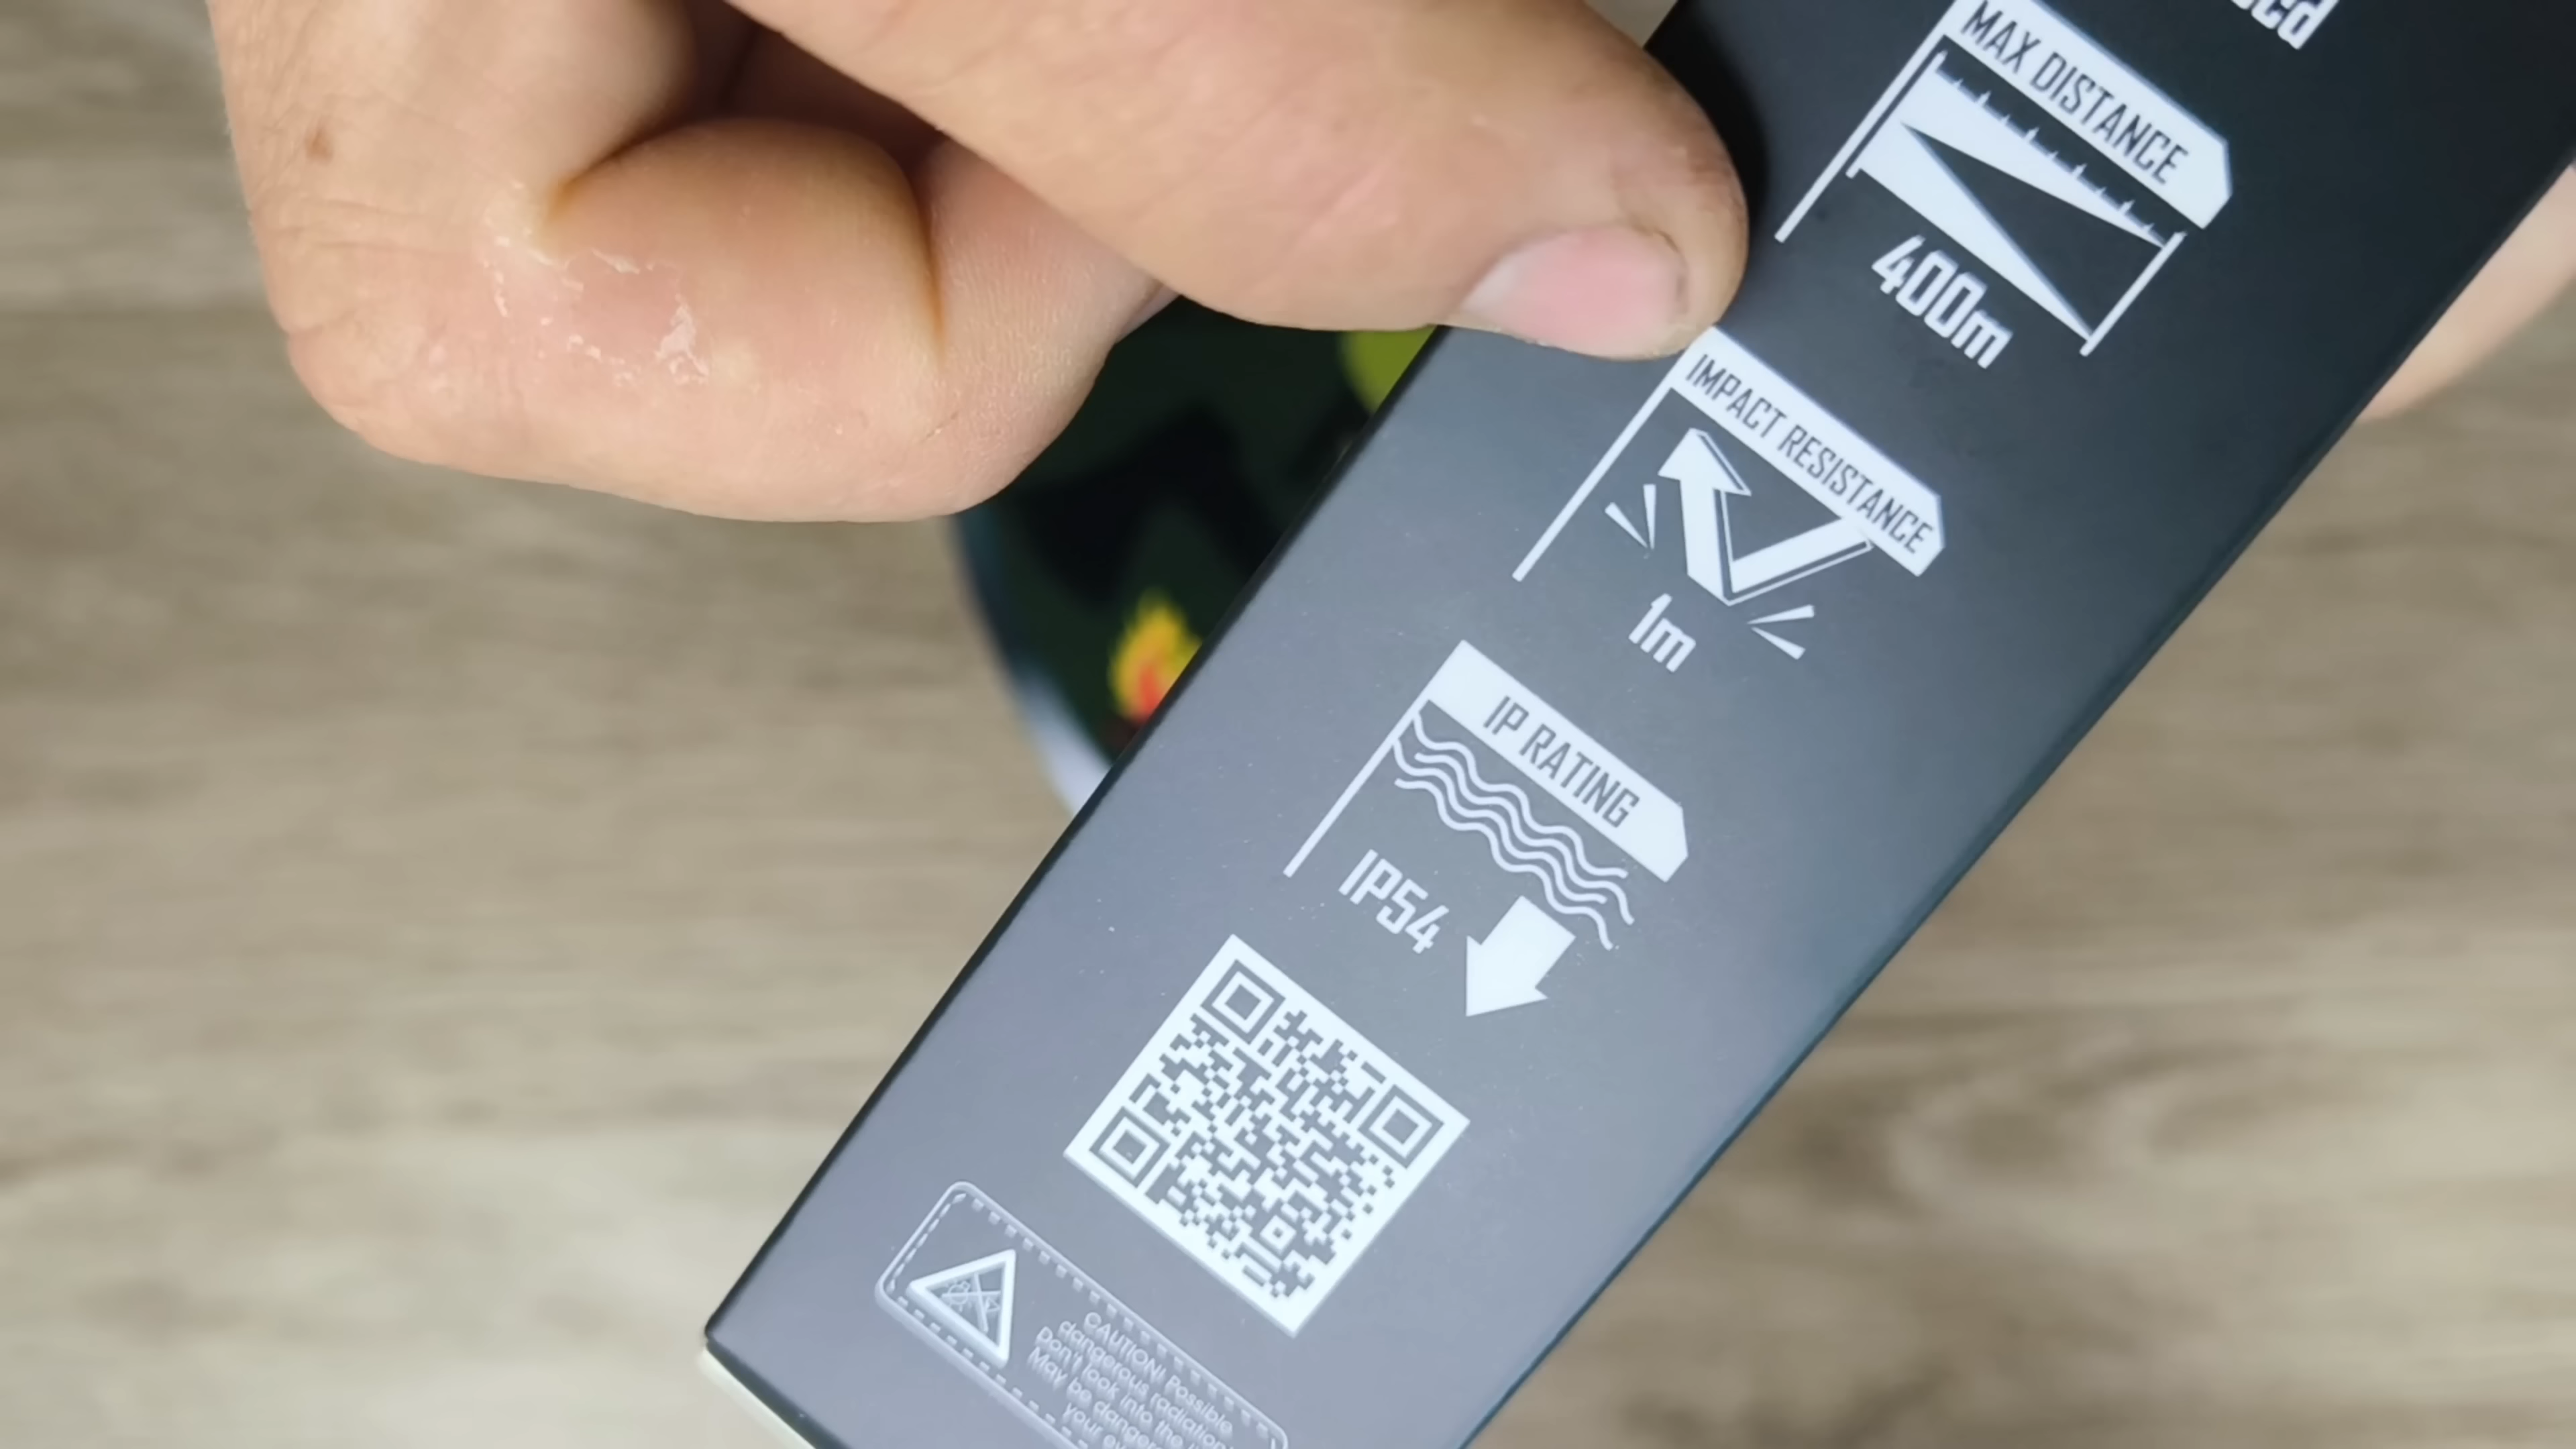 MAX DISTANCE
400m
IMPACT RESISTANCE
1m
IP RATING
IP54
CAUTION! Possible
dangerous radiation!
Don't look into the
May be
your